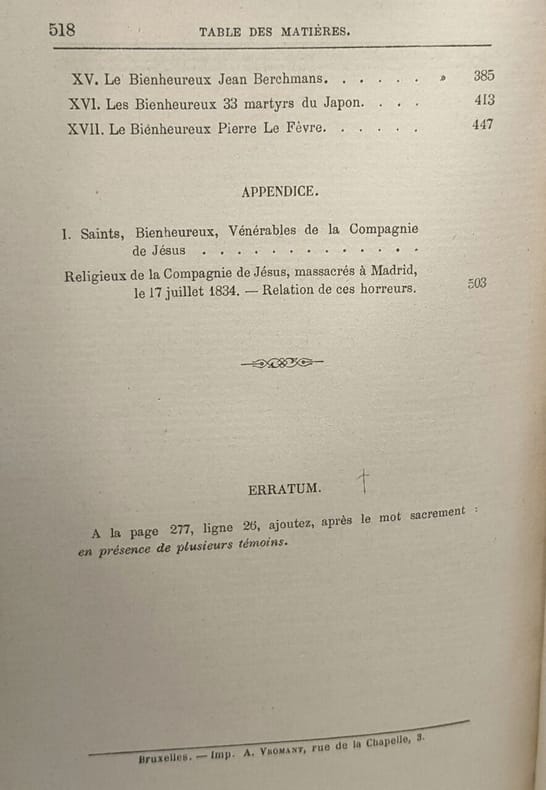 518
TABLE DES MATIÈRES.
XV. Le Bienheureux Jean Berchmans. . . . . . » 385
XVI. Les Bienheureux 33 martyrs du Japon. . . . 413
XVII. Le Biénheureux Pierre Le Fèvre. . . . . . 447
APPENDICE.
I. Saints, Bienheureux, Vénérables de la Compagnie
de Jésus . . . . . . . . . . . . .
Religieux de la Compagnie de Jésus, massacrés à Madrid,
le 17 juillet 1834. — Relation de ces horreurs. 503
ERRATUM. †
A la page 277, ligne 26, ajoutez, après le mot sacrement :
en présence de plusieurs témoins.
Bruxelles. — Imp. A. VROMANT, rue de la Chapelle, 3.